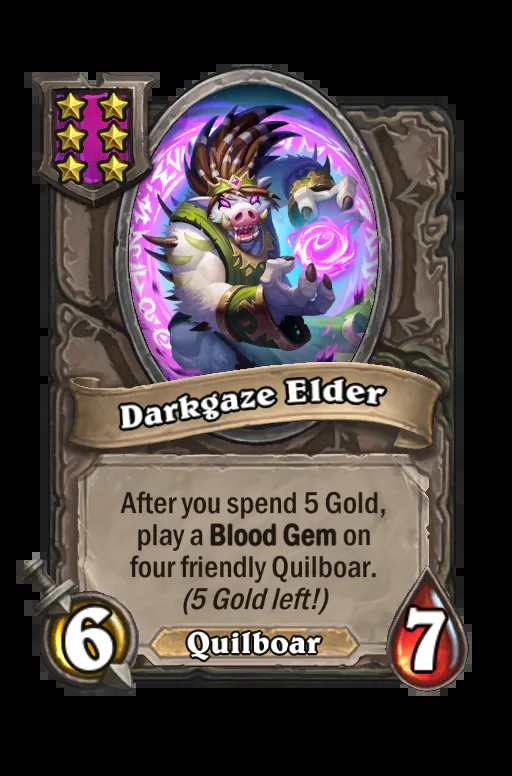 Darkgaze Elder
After you spend 5 Gold,
play a Blood Gem on
four friendly Quilboar.
(5 Gold left!)
6
Quilboar
7